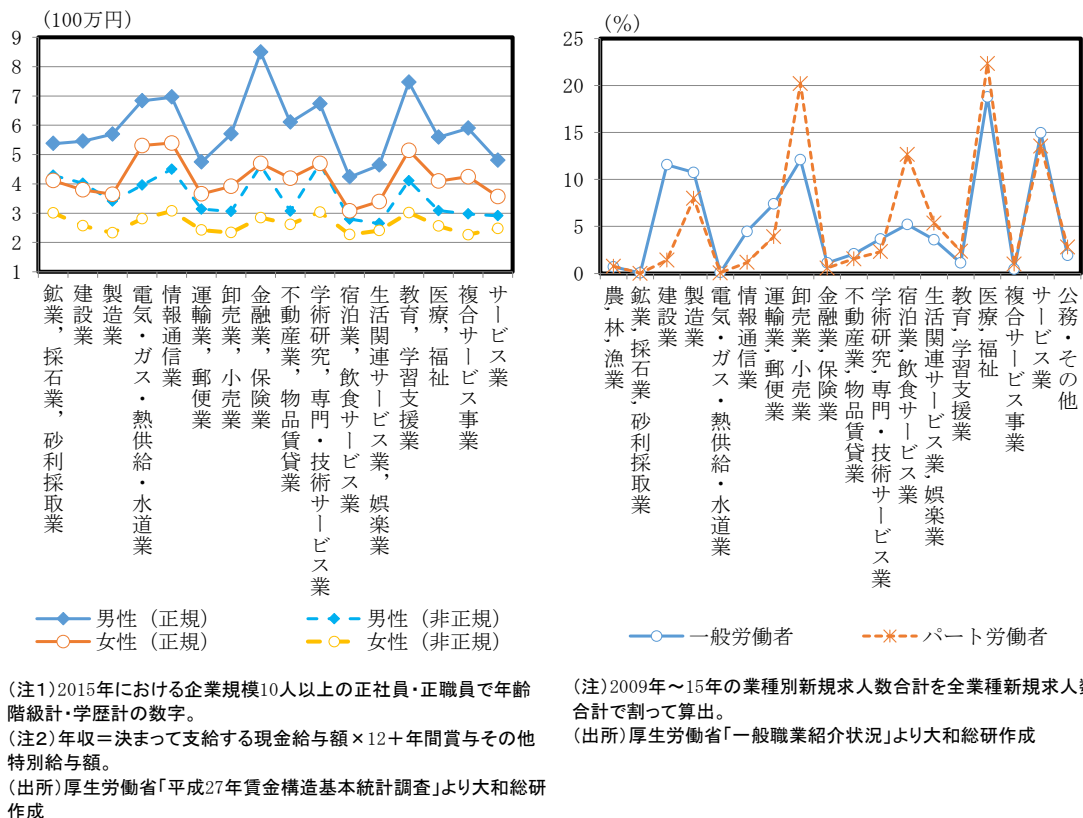 (100万円)
9
8
7
6
5
4
3
2
1
鉱業，採石業，砂利採取業
建設業
製造業
電気・ガス・熱供給・水道業
情報通信業
運輸業，郵便業
卸売業，小売業
金融業，保険業
不動産業，物品賃貸業
学術研究，専門・技術サービス業
宿泊業，飲食サービス業
生活関連サービス業，娯楽業
教育，学習支援業
医療，福祉
複合サービス事業
サービス業
男性（正規）
男性（非正規）
女性（正規）
女性（非正規）
（注1）2015年における企業規模10人以上の正社員・正職員で年齢
階級計・学歴計の数字。
（注2）年収＝決まって支給する現金給与額×12＋年間賞与その他
特別給与額。
（出所）厚生労働省「平成27年賃金構造基本統計調査」より大和総研
作成
(%)
25
20
15
10
5
0
農,林,漁業
鉱業,採石業,砂利採取業
建設業
製造業
電気・ガス・熱供給・水道業
情報通信業
運輸業,郵便業
卸売業,小売業
金融業,保険業
不動産業,物品賃貸業
学術研究,専門・技術サービス業
宿泊業,飲食サービス業
生活関連サービス業,娯楽業
教育,学習支援業
医療,福祉
複合サービス事業
サービス業
公務・その他
一般労働者
パート労働者
（注）2009年～15年の業種別新規求人数合計を全業種新規求人数
合計で割って算出。
（出所）厚生労働省「一般職業紹介状況」より大和総研作成